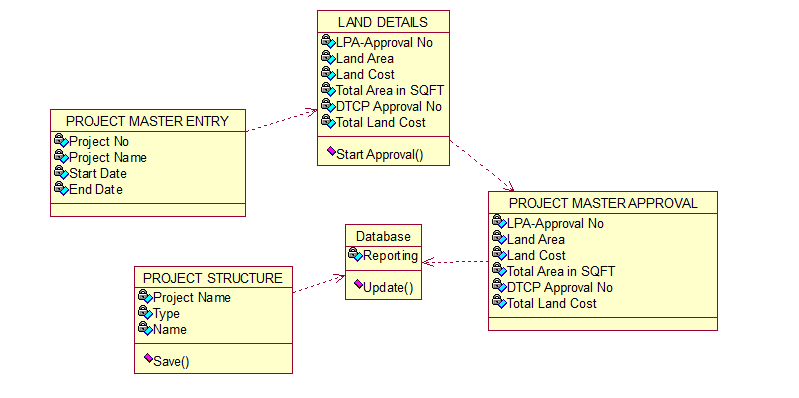 LAND DETAILS
LPA-Approval No
Land Area
Land Cost
Total Area in SQFT
DTCP Approval No
Total Land Cost
Start Approval()
PROJECT MASTER ENTRY
Project No
Project Name
Start Date
End Date
PROJECT MASTER APPROVAL
LPA-Approval No
Land Area
Land Cost
Total Area in SQFT
DTCP Approval No
Total Land Cost
Database
Reporting
Update()
PROJECT STRUCTURE
Project Name
Type
Name
Save()